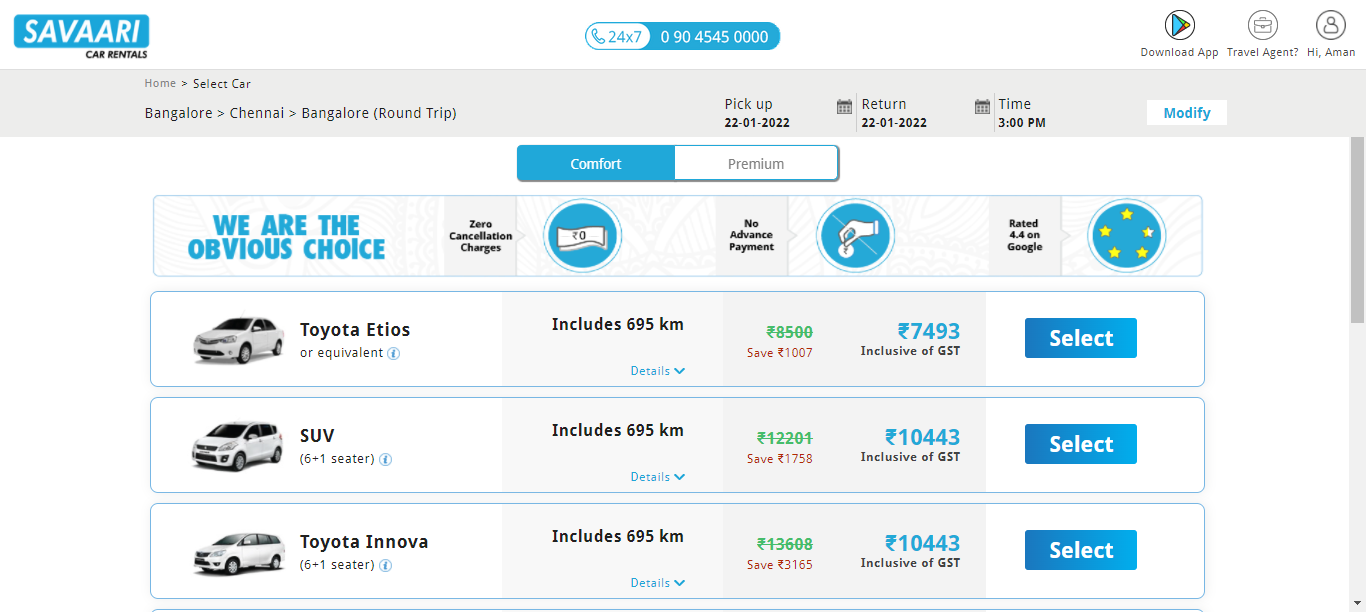 SAVAARI
CAR RENTALS
24x7 0 90 4545 0000
Download App
Travel Agent?
Hi, Aman
Home > Select Car
Bangalore > Chennai > Bangalore (Round Trip)
Pick up
22-01-2022
Return
22-01-2022
Time
3:00 PM
Modify
Comfort
Premium
WE ARE THE
OBVIOUS CHOICE
Zero
Cancellation
Charges
₹0
No
Advance
Payment
Rated
4.4 on
Google
Toyota Etios
or equivalent i
Includes 695 km
Details
₹8500
Save ₹1007
₹7493
Inclusive of GST
Select
SUV
(6+1 seater) i
Includes 695 km
Details
₹12201
Save ₹1758
₹10443
Inclusive of GST
Select
Toyota Innova
(6+1 seater) i
Includes 695 km
Details
₹13608
Save ₹3165
₹10443
Inclusive of GST
Select